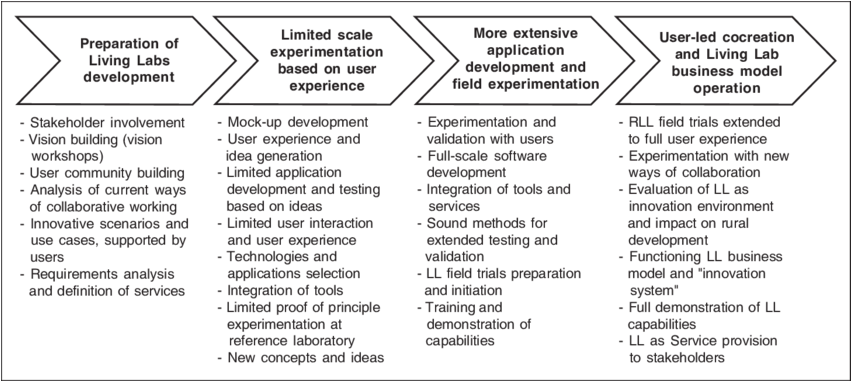 Preparation of
Living Labs
development
Limited scale
experimentation
based on user
experience
More extensive
application
development and
field experimentation
User-led cocreation
and Living Lab
business model
operation
- Stakeholder involvement
- Vision building (vision
workshops)
- User community building
- Analysis of current ways
of collaborative working
- Innovative scenarios and
use cases, supported by
users
- Requirements analysis
and definition of services
- Mock-up development
- User experience and
idea generation
- Limited application
development and testing
based on ideas
- Limited user interaction
and user experience
- Technologies and
applications selection
- Integration of tools
- Limited proof of principle
experimentation at
reference laboratory
- New concepts and ideas
- Experimentation and
validation with users
- Full-scale software
development
- Integration of tools and
services
- Sound methods for
extended testing and
validation
- LL field trials preparation
and initiation
- Training and
demonstration of
capabilities
- RLL field trials extended
to full user experience
- Experimentation with new
ways of collaboration
- Evaluation of LL as
innovation environment
and impact on rural
development
- Functioning LL business
model and "innovation
system"
- Full demonstration of LL
capabilities
- LL as Service provision
to stakeholders